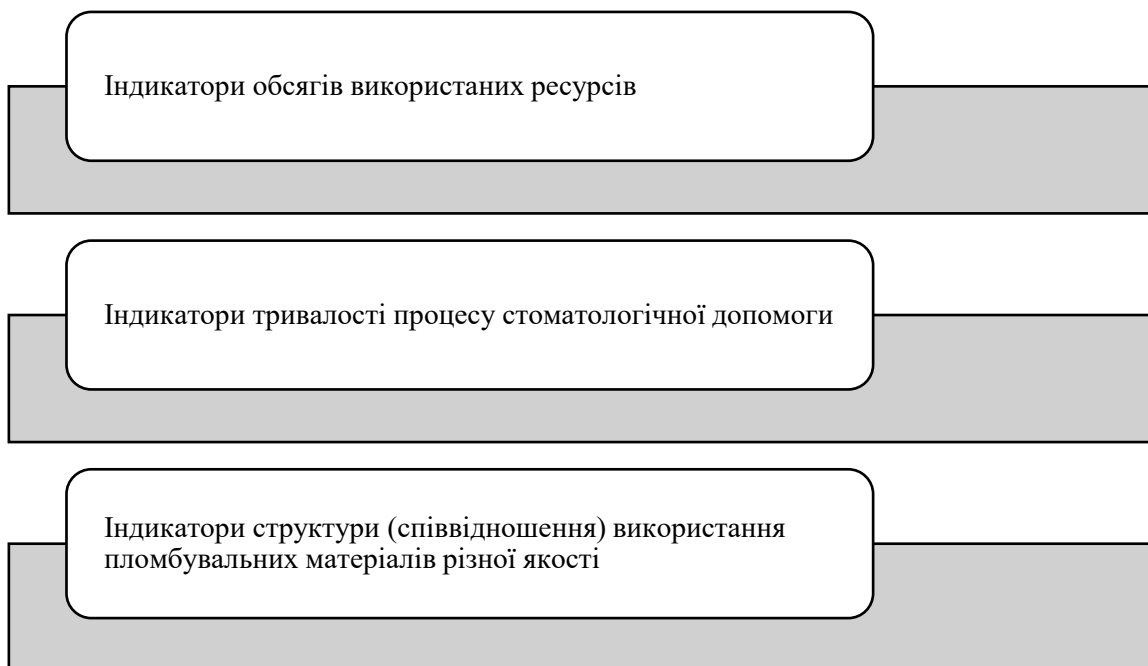 Індикатори обсягів використаних ресурсів
Індикатори тривалості процесу стоматологічної допомоги
Індикатори структури (співвідношення) використання
пломбувальних матеріалів різної якості